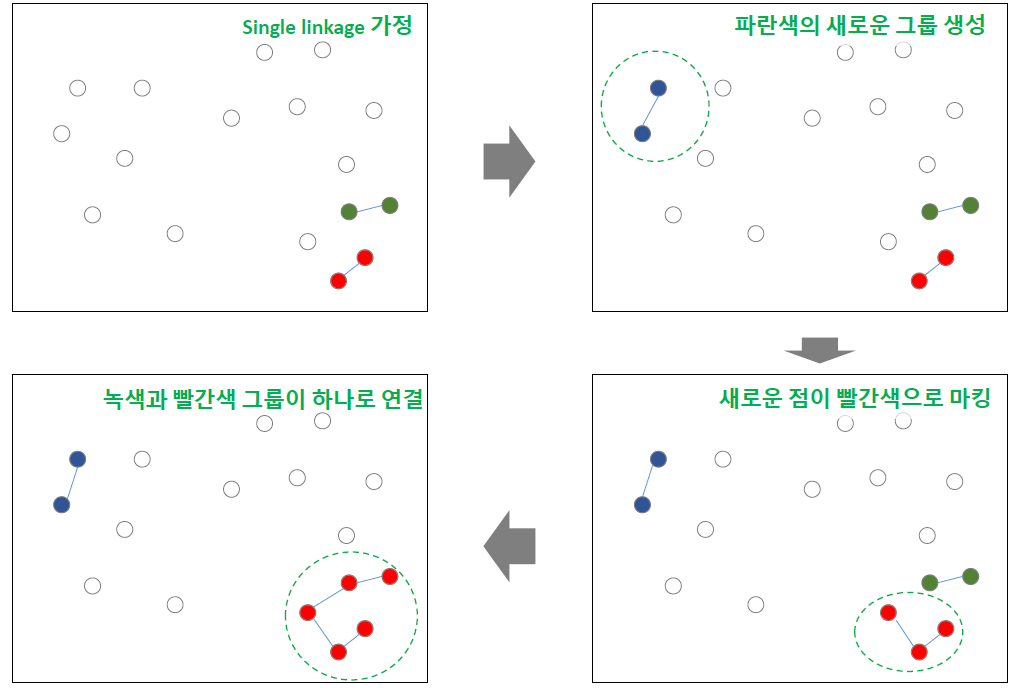 Single linkage 가정
파란색의 새로운 그룹 생성
새로운 점이 빨간색으로 마킹
녹색과 빨간색 그룹이 하나로 연결